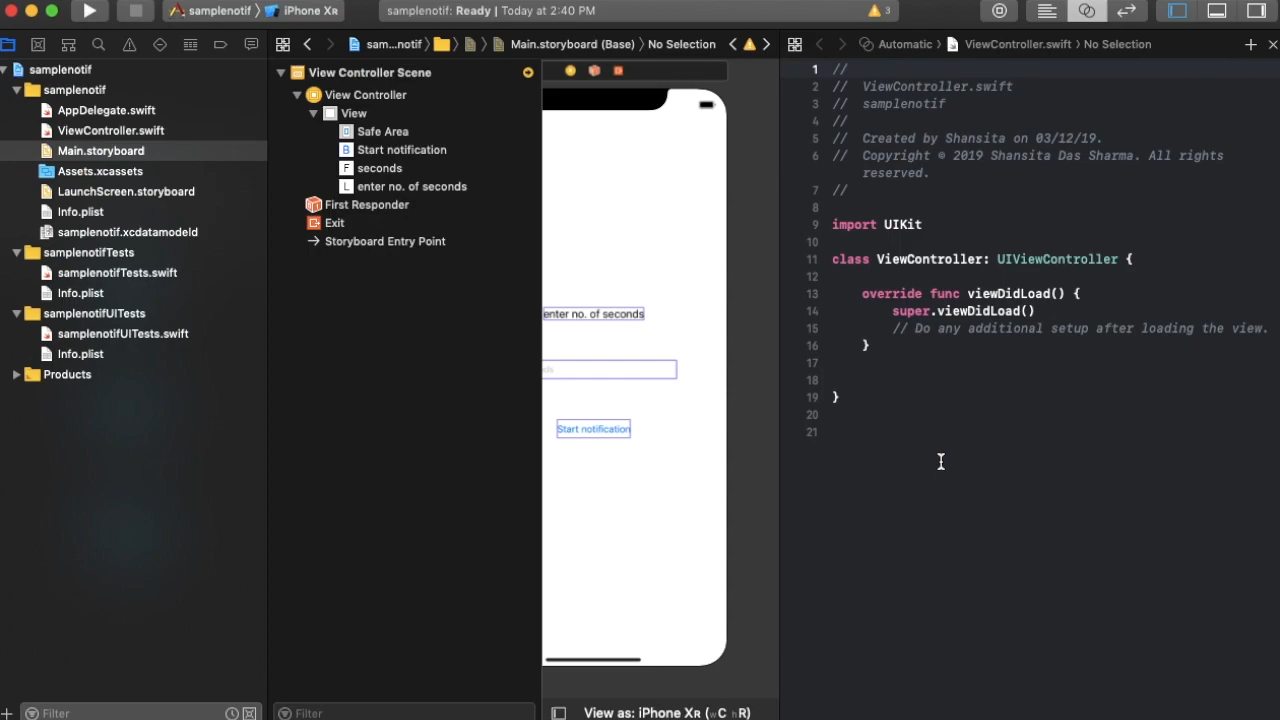 samplenotif 〉 iPhone XR
samplenotif: Ready | Today at 2:40 PM
3
sam...notif
Main.storyboard (Base) 〉 No Selection
Automatic 〉 ViewController.swift 〉 No Selection
samplenotif
samplenotif
AppDelegate.swift
ViewController.swift
Main.storyboard
Assets.xcassets
LaunchScreen.storyboard
Info.plist
samplenotif.xcdatamodeld
samplenotifTests
samplenotifTests.swift
Info.plist
samplenotifUITests
samplenotifUITests.swift
Info.plist
Products
Filter
View Controller Scene
View Controller
View
Safe Area
B Start notification
F seconds
L enter no. of seconds
First Responder
Exit
Storyboard Entry Point
Filter
enter no. of seconds
Start notification
View as: iPhone XR (wC hR)
1 //
2 //  ViewController.swift
3 //  samplenotif
4 //
5 //  Created by Shansita on 03/12/19.
6 //  Copyright © 2019 Shansita Das Sharma. All rights
reserved.
7 //
8
9 import UIKit
10
11 class ViewController: UIViewController {
12
13     override func viewDidLoad() {
14         super.viewDidLoad()
15         // Do any additional setup after loading the view.
16     }
17
18
19 }
20
21